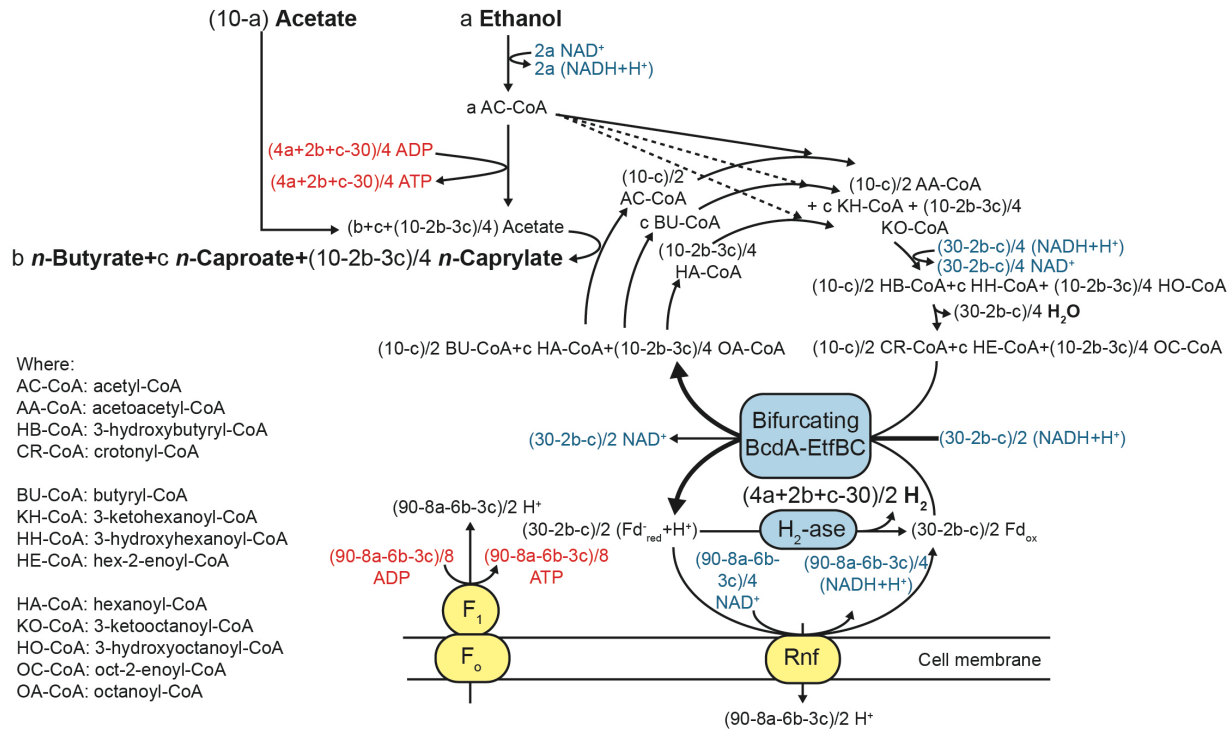 (10-a) Acetate
a Ethanol
2a NAD⁺
2a (NADH+H⁺)
a AC-CoA
(4a+2b+c-30)/4 ADP
(4a+2b+c-30)/4 ATP
(b+c+(10-2b-3c)/4) Acetate
b n-Butyrate+c n-Caproate+(10-2b-3c)/4 n-Caprylate
(10-c)/2
AC-CoA
c BU-CoA
(10-2b-3c)/4
HA-CoA
(10-c)/2 AA-CoA
+ c KH-CoA + (10-2b-3c)/4
KO-CoA
(30-2b-c)/4 (NADH+H⁺)
(30-2b-c)/4 NAD⁺
(10-c)/2 HB-CoA+c HH-CoA+ (10-2b-3c)/4 HO-CoA
(30-2b-c)/4 H₂O
(10-c)/2 BU-CoA+c HA-CoA+(10-2b-3c)/4 OA-CoA
(10-c)/2 CR-CoA+c HE-CoA+(10-2b-3c)/4 OC-CoA
Bifurcating
BcdA-EtfBC
(30-2b-c)/2 NAD⁺
(30-2b-c)/2 (NADH+H⁺)
(4a+2b+c-30)/2 H₂
(30-2b-c)/2 (Fd⁻red+H⁺)
H₂-ase
(30-2b-c)/2 Fdox
(90-8a-6b-
3c)/4
NAD⁺
(90-8a-6b-3c)/4
(NADH+H⁺)
(90-8a-6b-3c)/2 H⁺
(90-8a-6b-3c)/8
ADP
(90-8a-6b-3c)/8
ATP
F₁
Fₒ
Rnf
Cell membrane
(90-8a-6b-3c)/2 H⁺
Where:
AC-CoA: acetyl-CoA
AA-CoA: acetoacetyl-CoA
HB-CoA: 3-hydroxybutyryl-CoA
CR-CoA: crotonyl-CoA
BU-CoA: butyryl-CoA
KH-CoA: 3-ketohexanoyl-CoA
HH-CoA: 3-hydroxyhexanoyl-CoA
HE-CoA: hex-2-enoyl-CoA
HA-CoA: hexanoyl-CoA
KO-CoA: 3-ketooctanoyl-CoA
HO-CoA: 3-hydroxyoctanoyl-CoA
OC-CoA: oct-2-enoyl-CoA
OA-CoA: octanoyl-CoA